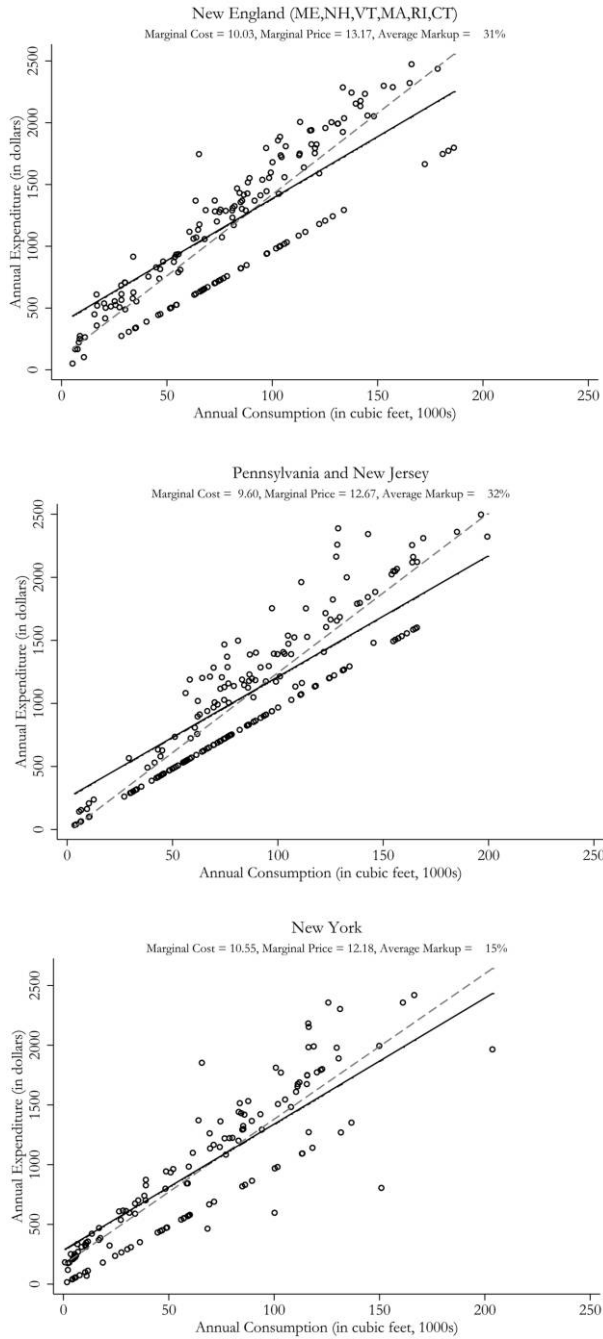 New England (ME,NH,VT,MA,RI,CT)
Marginal Cost = 10.03, Marginal Price = 13.17, Average Markup = 31%
Annual Expenditure (in dollars)
2500
2000
1500
1000
500
0
0 50 100 150 200 250
Annual Consumption (in cubic feet, 1000s)
Pennsylvania and New Jersey
Marginal Cost = 9.60, Marginal Price = 12.67, Average Markup = 32%
Annual Expenditure (in dollars)
2500
2000
1500
1000
500
0
0 50 100 150 200 250
Annual Consumption (in cubic feet, 1000s)
New York
Marginal Cost = 10.55, Marginal Price = 12.18, Average Markup = 15%
Annual Expenditure (in dollars)
2500
2000
1500
1000
500
0
0 50 100 150 200 250
Annual Consumption (in cubic feet, 1000s)